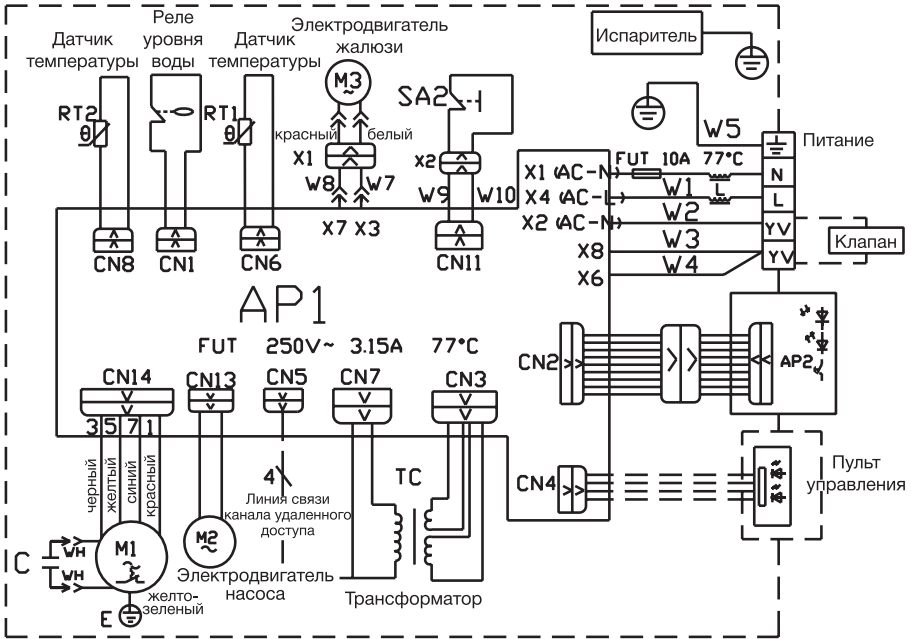 Датчик
температуры
Реле
уровня
воды
Датчик
температуры
Электродвигатель
жалюзи
Испаритель
M3
~
SA2
RT2
θ
RT1
θ
красный
белый
X1
X2
W8
W7
W9
W10
X7 X3
CN8
CN1
CN6
CN11
W5
Питание
X1 (AC-N)
FUT 10A 77°C
N
X4 (AC-L)
W1
L
L
X2 (AC-N)
W2
YV
Клапан
X8
W3
YV
X6
W4
AP1
FUT 250V~ 3.15A 77°C
CN2
AP2
CN14
CN13
CN5
CN7
CN3
3 5 7 1
черный
желтый
синий
красный
4
Линия связи
канала удаленного
доступа
TC
CN4
Пульт
управления
C
WH
WH
M1
~
M2
~
Электродвигатель
насоса
Трансформатор
E
желто-
зеленый